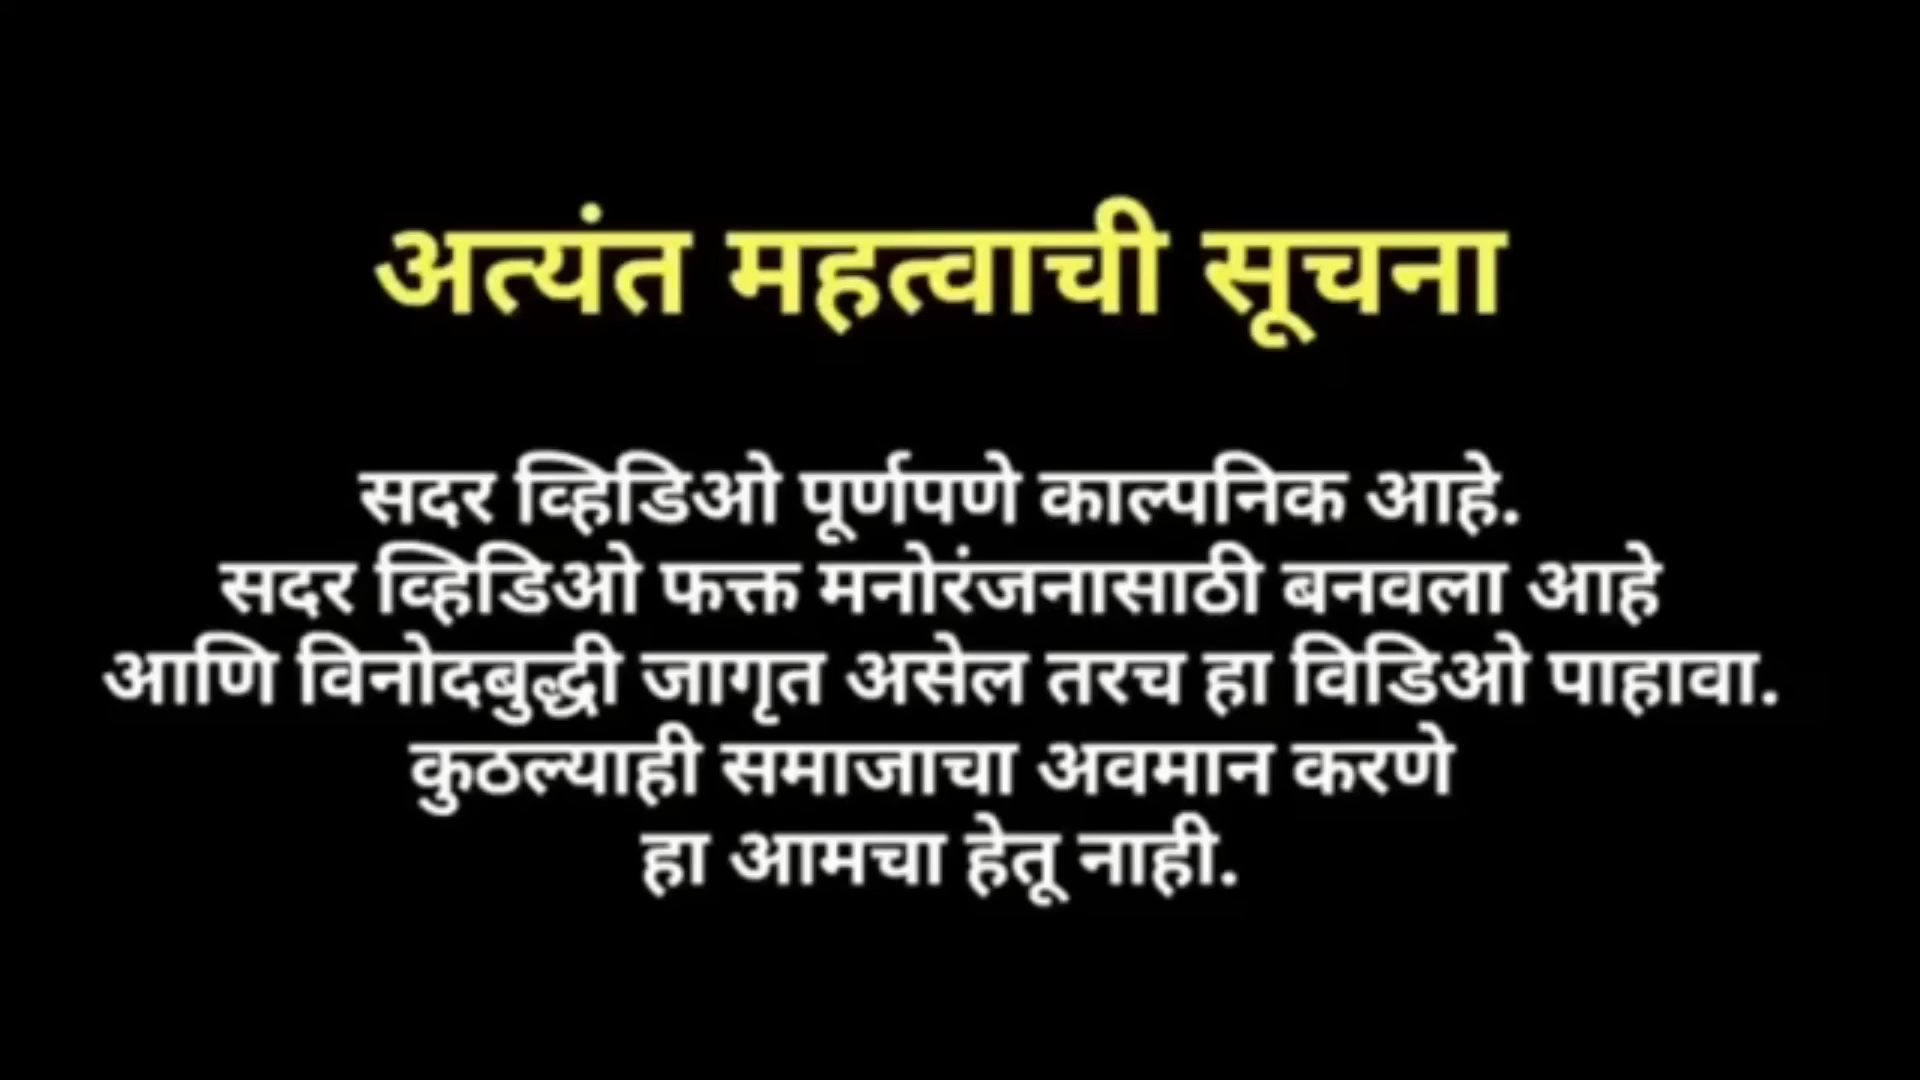 अत्यंत महत्वाची सूचना
सदर व्हिडिओ पूर्णपणे काल्पनिक आहे.
सदर व्हिडिओ फक्त मनोरंजनासाठी बनवला आहे
आणि विनोदबुद्धी जागृत असेल तरच हा विडिओ पाहावा.
कुठल्याही समाजाचा अवमान करणे
हा आमचा हेतू नाही.